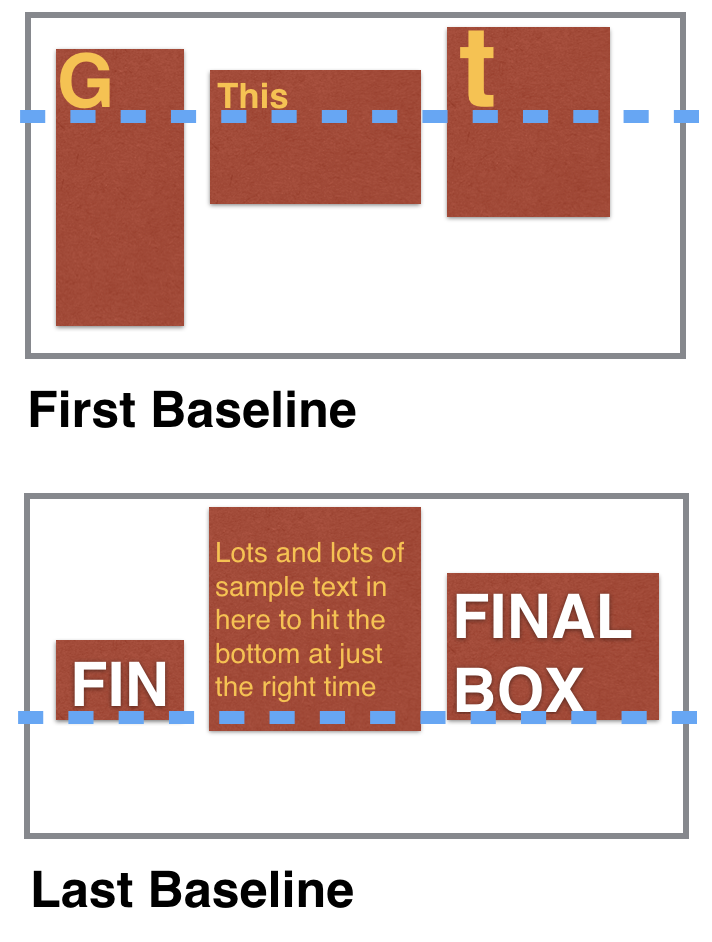 G
This
t
First Baseline
FIN
Lots and lots of
sample text in
here to hit the
bottom at just
the right time
FINAL
BOX
Last Baseline